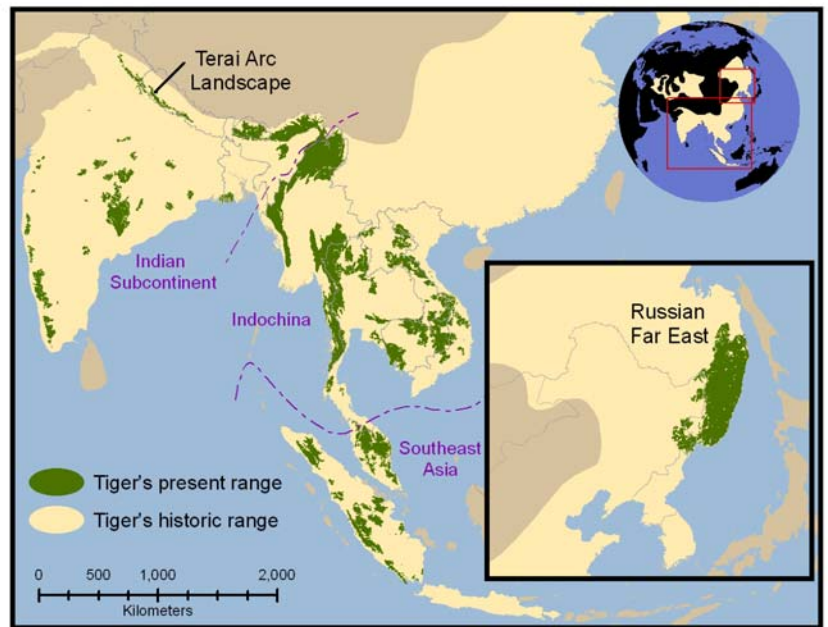 Terai Arc
Landscape
Indian
Subcontinent
Indochina
Southeast
Asia
Russian
Far East
Tiger's present range
Tiger's historic range
0 500 1,000 2,000
Kilometers